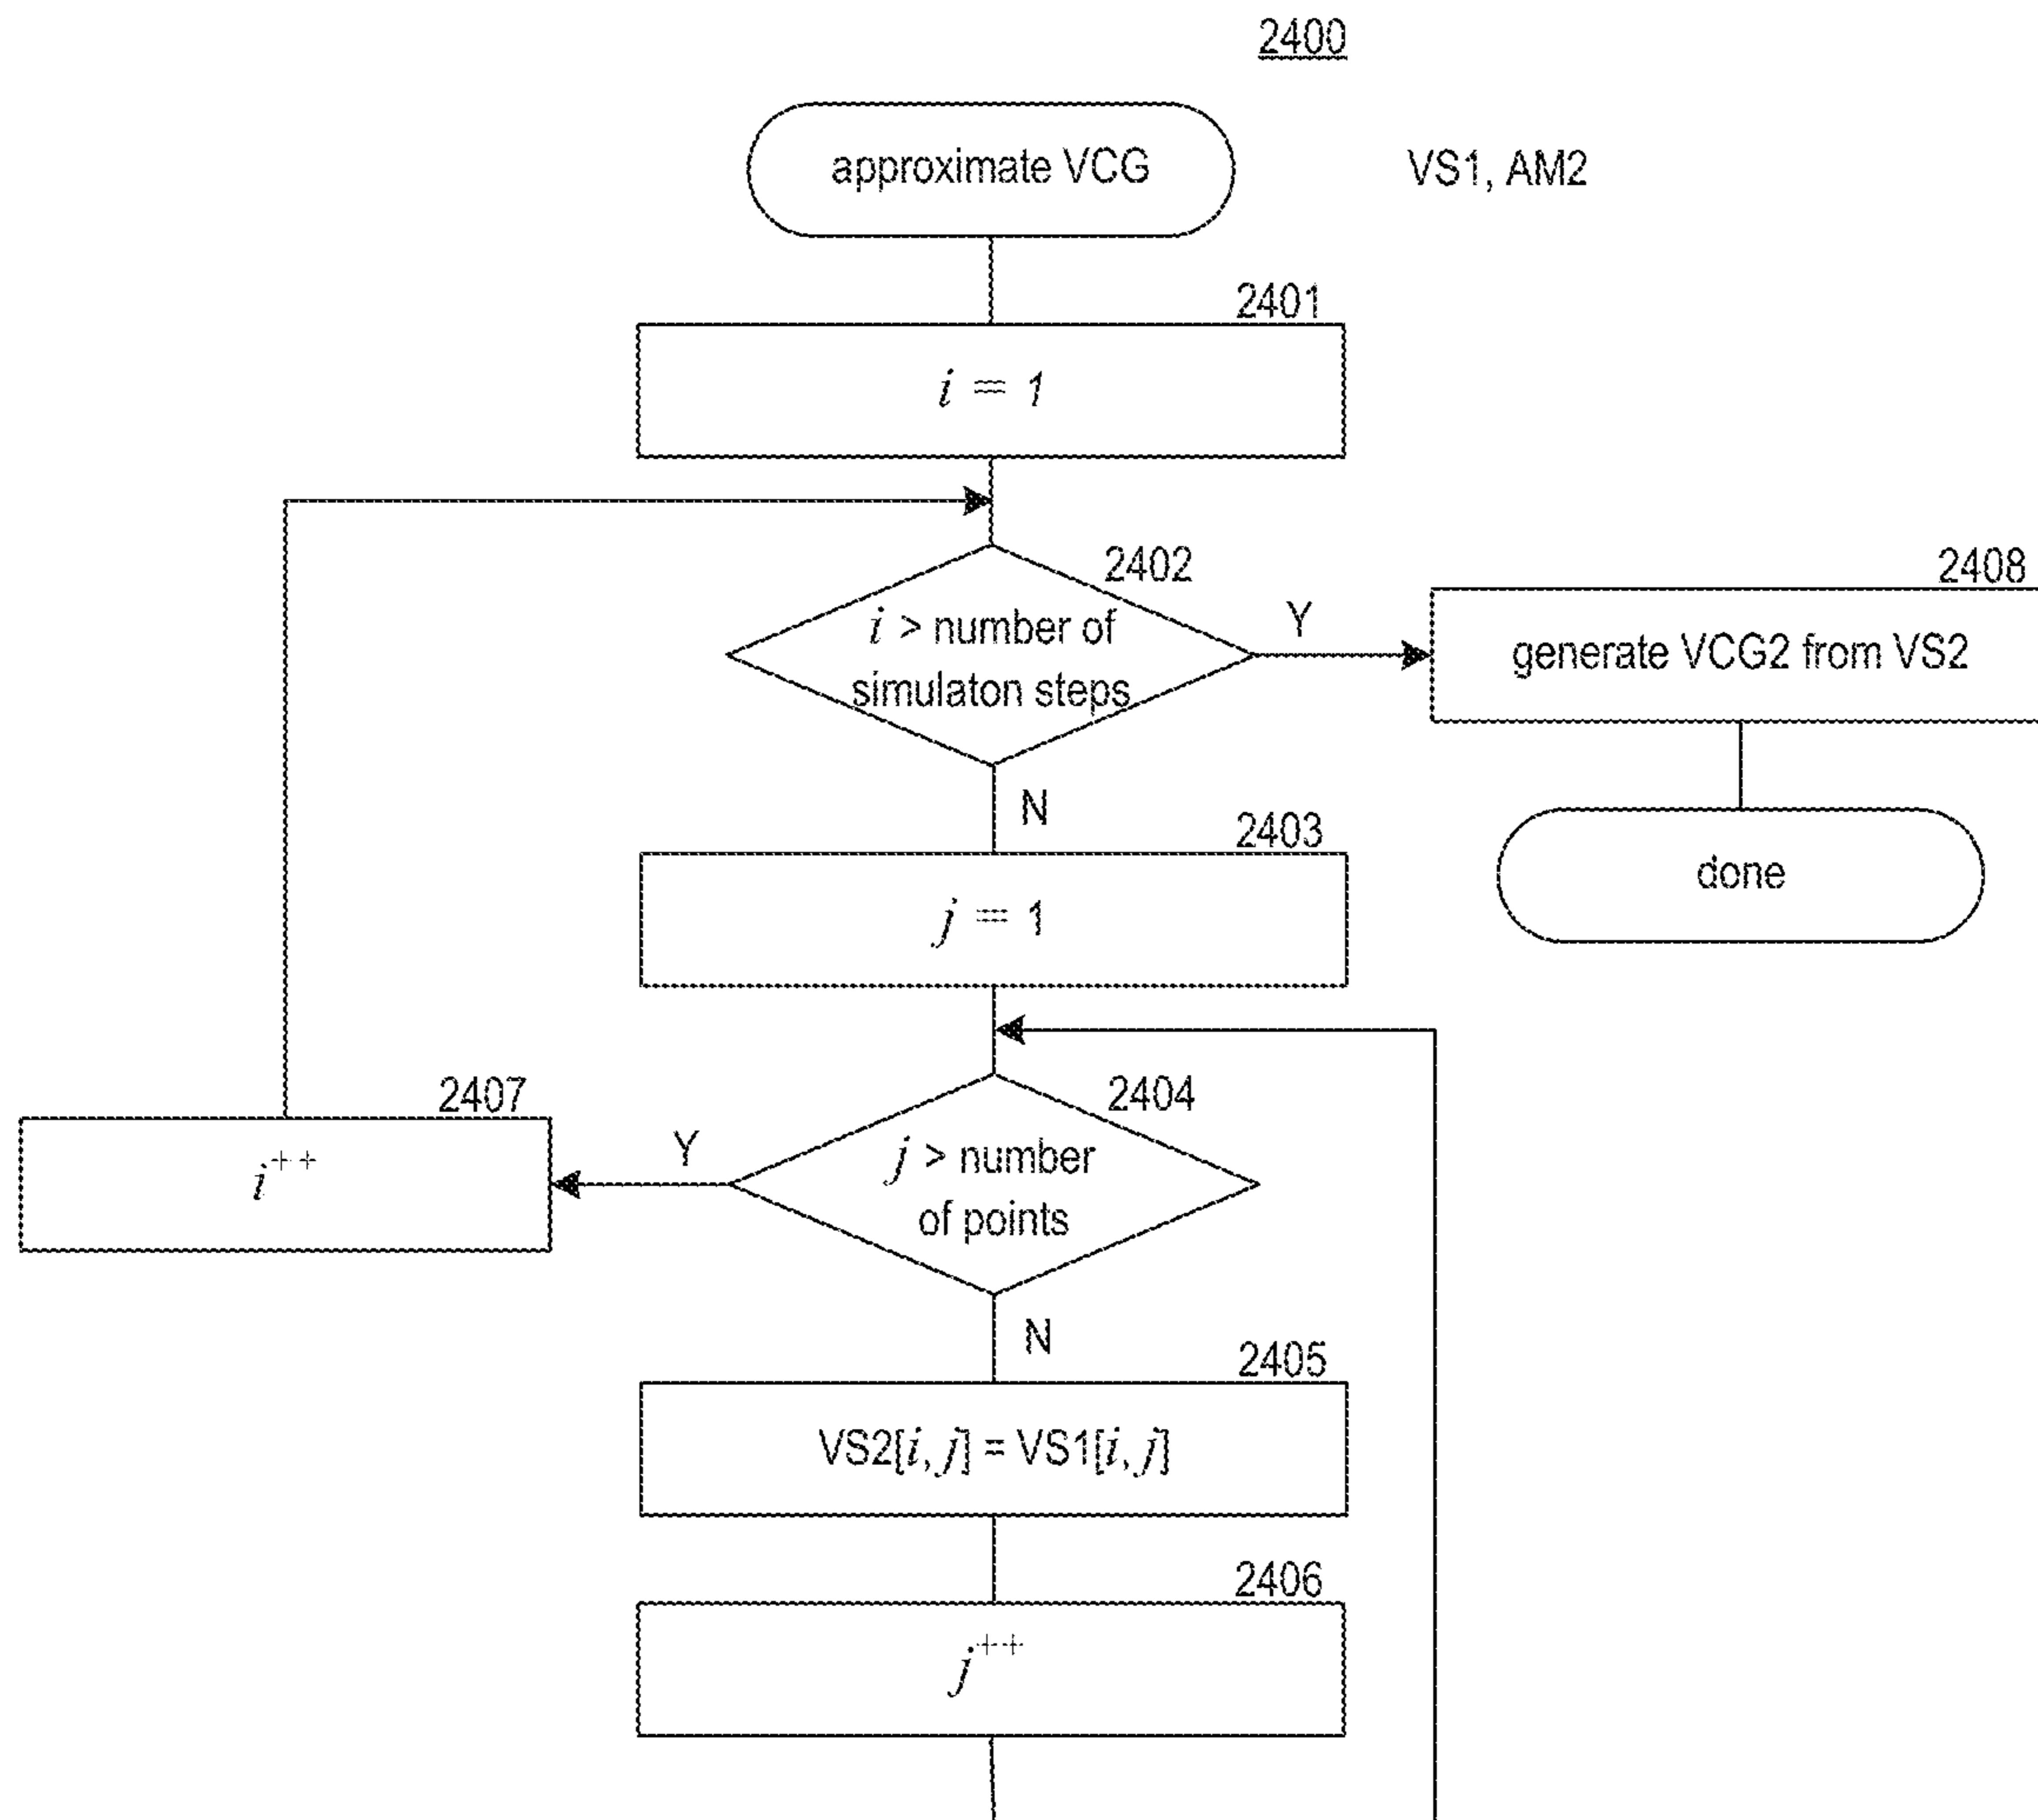 2400
approximate VCG
VS1, AM2
2401
i = 1
2402
i > number of
simulaton steps
Y
2408
generate VCG2 from VS2
N
2403
j = 1
done
2407
i++
2404
j > number
of points
Y
N
2405
VS2[i, j] = VS1[i, j]
2406
j++